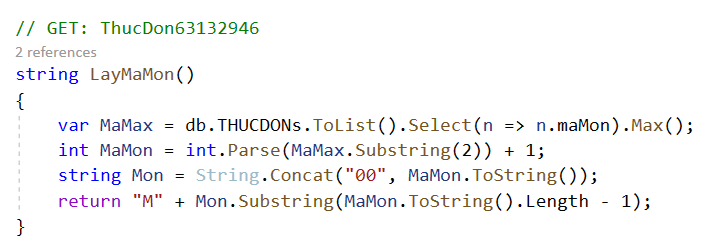 // GET: ThucDon63132946
2 references
string LayMaMon()
{
var MaMax = db.THUCDONs.ToList().Select(n => n.maMon).Max();
int MaMon = int.Parse(MaMax.Substring(2)) + 1;
string Mon = String.Concat("00", MaMon.ToString());
return "M" + Mon.Substring(MaMon.ToString().Length - 1);
}